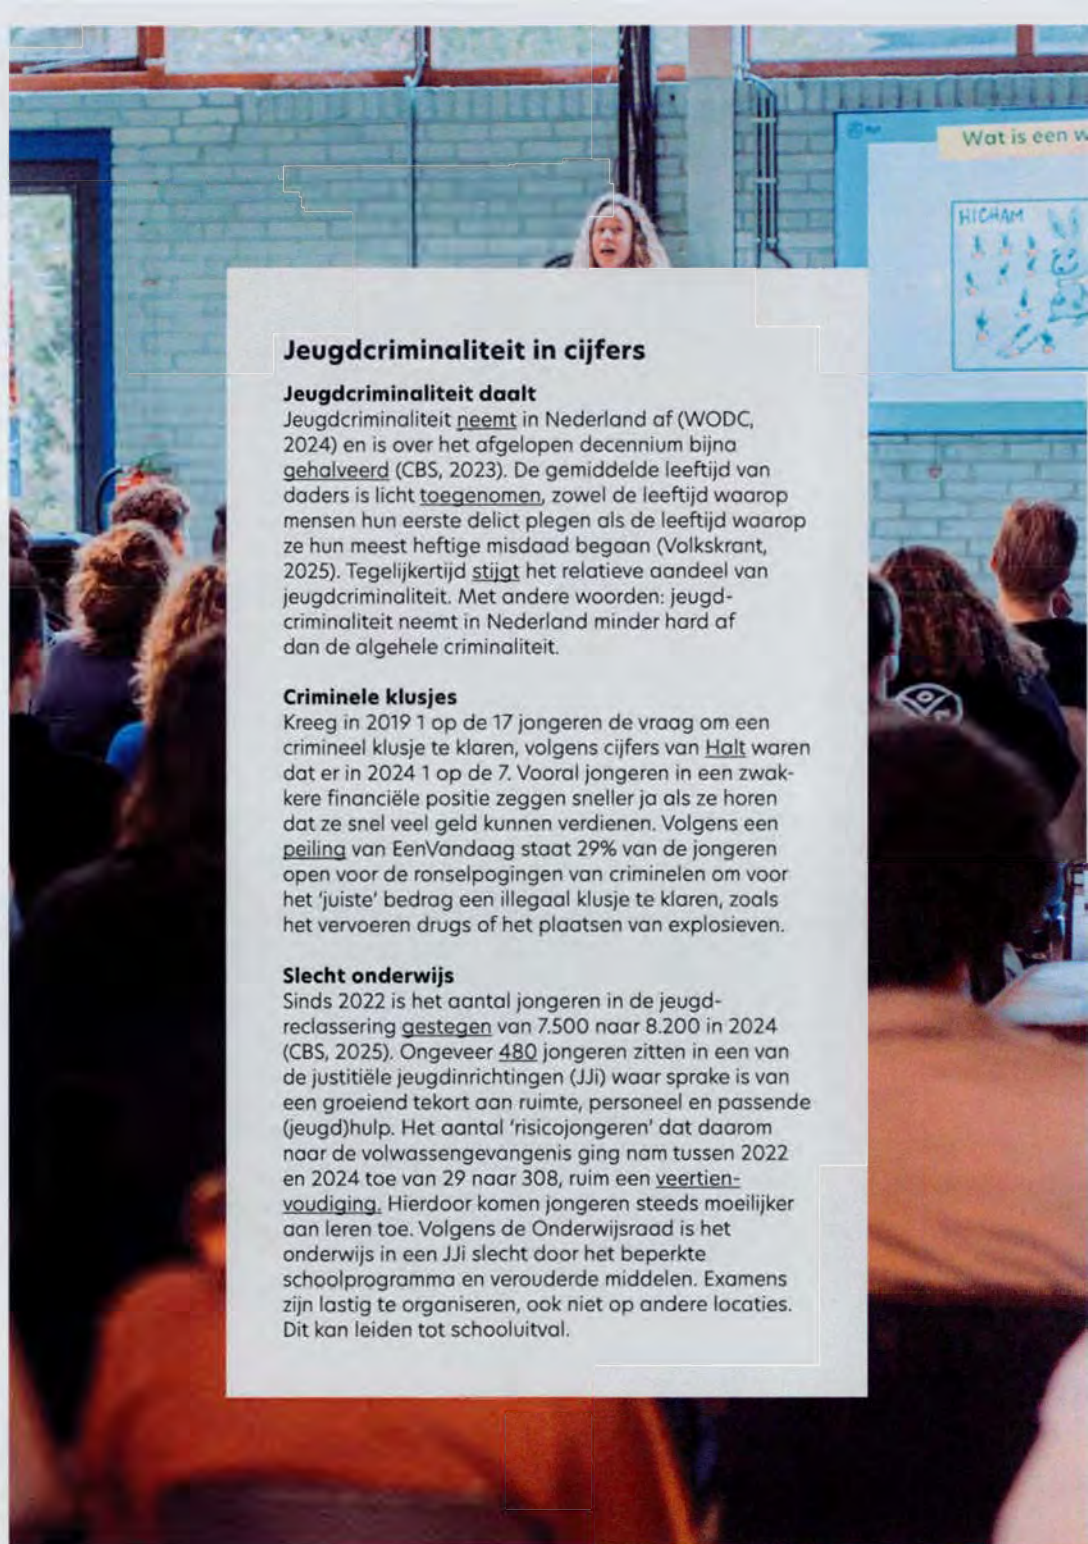 Wat is een w
HICHAM
Jeugdcriminaliteit in cijfers
Jeugdcriminaliteit daalt
Jeugdcriminaliteit neemt in Nederland af (WODC,
2024) en is over het afgelopen decennium bijna
gehalveerd (CBS, 2023). De gemiddelde leeftijd van
daders is licht toegenomen, zowel de leeftijd waarop
mensen hun eerste delict plegen als de leeftijd waarop
ze hun meest heftige misdaad begaan (Volkskrant,
2025). Tegelijkertijd stijgt het relatieve aandeel van
jeugdcriminaliteit. Met andere woorden: jeugd-
criminaliteit neemt in Nederland minder hard af
dan de algehele criminaliteit.
Criminele klusjes
Kreeg in 2019 1 op de 17 jongeren de vraag om een
crimineel klusje te klaren, volgens cijfers van Halt waren
dat er in 2024 1 op de 7. Vooral jongeren in een zwak-
kere financiële positie zeggen sneller ja als ze horen
dat ze snel veel geld kunnen verdienen. Volgens een
peiling van EenVandaag staat 29% van de jongeren
open voor de ronselpogingen van criminelen om voor
het 'juiste' bedrag een illegaal klusje te klaren, zoals
het vervoeren drugs of het plaatsen van explosieven.
Slecht onderwijs
Sinds 2022 is het aantal jongeren in de jeugd-
reclassering gestegen van 7.500 naar 8.200 in 2024
(CBS, 2025). Ongeveer 480 jongeren zitten in een van
de justitiële jeugdinrichtingen (JJi) waar sprake is van
een groeiend tekort aan ruimte, personeel en passende
(jeugd)hulp. Het aantal 'risicojongeren' dat daarom
naar de volwassengevangenis ging nam tussen 2022
en 2024 toe van 29 naar 308, ruim een veertien-
voudiging. Hierdoor komen jongeren steeds moeilijker
aan leren toe. Volgens de Onderwijsraad is het
onderwijs in een JJi slecht door het beperkte
schoolprogramma en verouderde middelen. Examens
zijn lastig te organiseren, ook niet op andere locaties.
Dit kan leiden tot schooluitval.